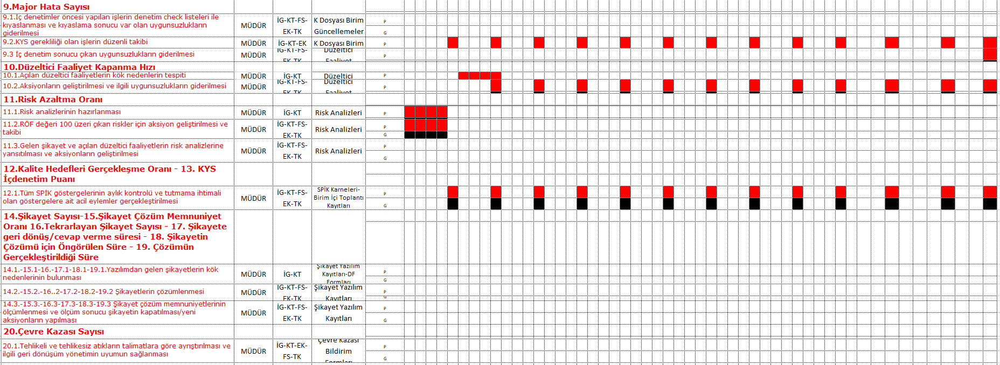 9.Major Hata Sayısı
9.1.İç denetimler öncesi yapılan işlerin denetim check listeleri ile
kıyaslanması ve kıyaslama sonucu var olan uygunsuzlukların
giderilmesi
MÜDÜR
İG-KT-FS-
EK-TK
K Dosyası Birim
Güncellemeler
P
G
9.2.KYS gerekliliği olan işlerin düzenli takibi
MÜDÜR
İG-KT-EK
K Dosyası Birim
P
9.3 İç denetim sonucu çıkan uygunsuzlukların giderilmesi
MÜDÜR
İG-KT-FS-
EK-TK
Düzeltici
Faaliyet
P
10.Düzeltici Faaliyet Kapanma Hızı
10.1.Açılan düzeltici faaliyetlerin kök nedenlerin tespiti
MÜDÜR
İG-KT
Düzeltici
P
10.2.Aksiyonların geliştirilmesi ve ilgili uygunsuzlukların giderilmesi
MÜDÜR
İG-KT-FS-
EK-TK
Düzeltici
Faaliyet
P
11.Risk Azaltma Oranı
11.1.Risk analizlerinin hazırlanması
MÜDÜR
İG-KT
Risk Analizleri
P
11.2.RÖF değeri 100 üzeri çıkan riskler için aksiyon geliştirilmesi ve
takibi
MÜDÜR
İG-KT-FS-
EK-TK
Risk Analizleri
P
G
11.3.Gelen şikayet ve açılan düzeltici faaliyetlerin risk analizlerine
yansıtılması ve aksiyonların geliştirilmesi
MÜDÜR
İG-KT-FS-
EK-TK
Risk Analizleri
P
G
12.Kalite Hedefleri Gerçekleşme Oranı - 13. KYS
İçdenetim Puanı
12.1.Tüm SPİK göstergelerinin aylık kontrolü ve tutmama ihtimali
olan göstergelere ait acil eylemler gerçekleştirilmesi
MÜDÜR
İG-KT-FS-
EK-TK
SPİK Karneleri-
Birim İçi Toplantı
Kayıtları
P
G
14.Şikayet Sayısı-15.Şikayet Çözüm Memnuniyet
Oranı 16.Tekrarlayan Şikayet Sayısı - 17. Şikayete
geri dönüş/cevap verme süresi - 18. Şikayetin
Çözümü için Öngörülen Süre - 19. Çözümün
Gerçekleştirildiği Süre
14.1.-15.1-16.-17.1-18.1-19.1.Yazılımdan gelen şikayetlerin kök
nedenlerinin bulunması
MÜDÜR
İG-KT
Şikayet Yazılım
Kayıtları-DF
Formları
P
G
14.2.-15.2.-16..2-17.2-18.2-19.2 Şikayetlerin çözümlenmesi
MÜDÜR
İG-KT-FS-
EK-TK
Şikayet Yazılım
Kayıtları
P
G
14.3.-15.3.-16.3-17.3-18.3-19.3 Şikayet çözüm memnuniyetlerinin
ölçümlenmesi ve ölçüm sonucu şikayetin kapatılması/yeni
aksiyonların yapılması
MÜDÜR
İG-KT-FS-
EK-TK
Şikayet Yazılım
Kayıtları
P
G
20.Çevre Kazası Sayısı
20.1.Tehlikeli ve tehlikesiz atıkların talimatlara göre ayrıştırılması ve
ilgili geri dönüşüm yönetimin uyumun sağlanması
MÜDÜR
İG-KT-EK-
FS-TK
Çevre Kazası
Bildirim
Formları
P
G